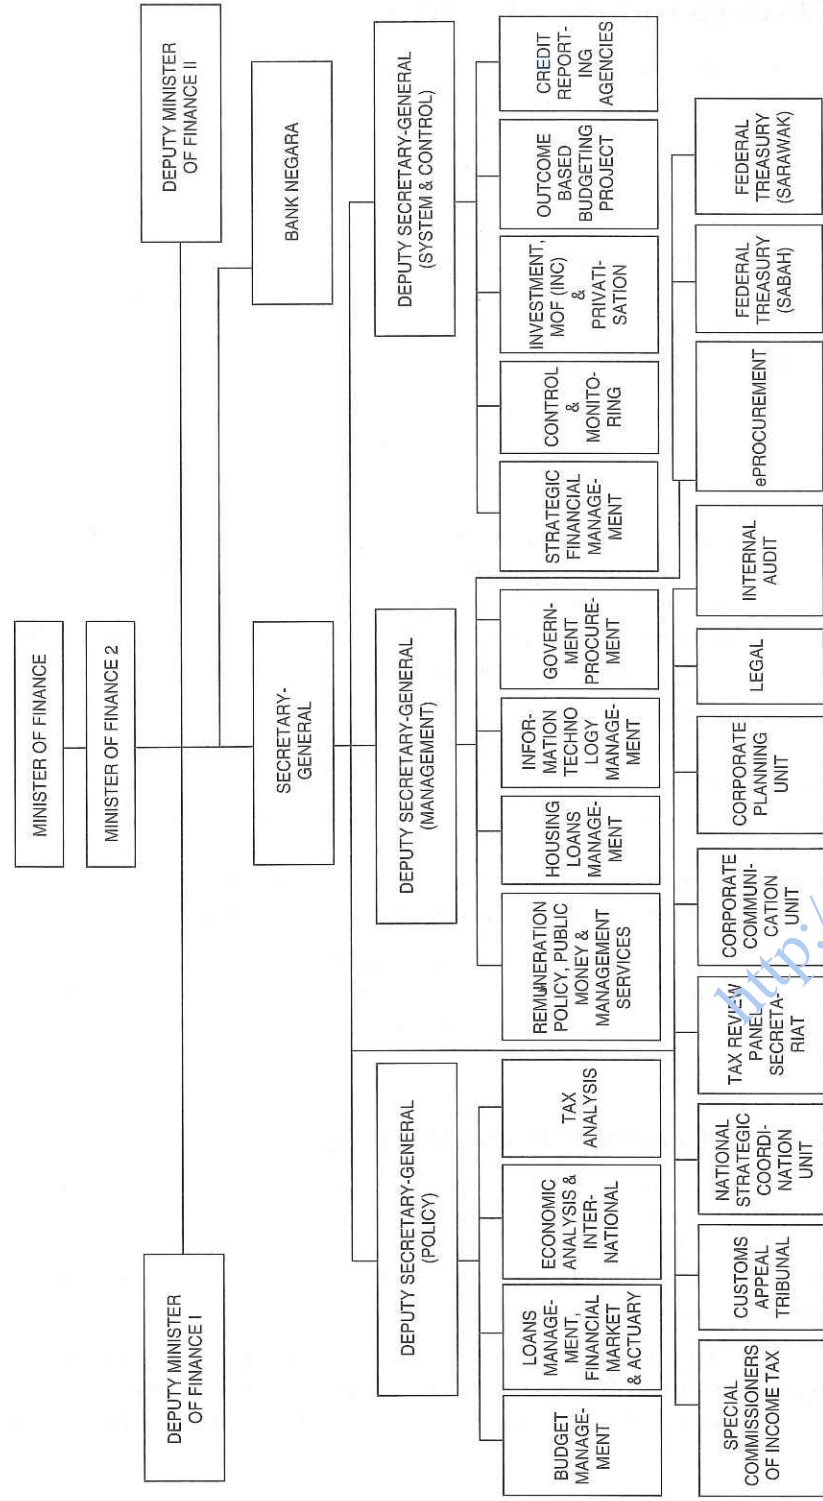 MINISTER OF FINANCE
MINISTER OF FINANCE 2
DEPUTY MINISTER
OF FINANCE I
DEPUTY MINISTER
OF FINANCE II
SECRETARY-
GENERAL
BANK NEGARA
DEPUTY SECRETARY-GENERAL
(POLICY)
DEPUTY SECRETARY-GENERAL
(MANAGEMENT)
DEPUTY SECRETARY-GENERAL
(SYSTEM & CONTROL)
BUDGET
MANAGE-
MENT
LOANS
MANAGE-
MENT,
FINANCIAL
MARKET
& ACTUARY
ECONOMIC
ANALYSIS &
INTER-
NATIONAL
TAX
ANALYSIS
REMUNERATION
POLICY, PUBLIC
MONEY &
MANAGEMENT
SERVICES
HOUSING
LOANS
MANAGE-
MENT
INFOR-
MATION
TECHNO
LOGY
MANAGE-
MENT
GOVERN-
MENT
PROCURE-
MENT
STRATEGIC
FINANCIAL
MANAGE-
MENT
CONTROL
&
MONITO-
RING
INVESTMENT,
MOF (INC)
&
PRIVATI-
SATION
OUTCOME
BASED
BUDGETING
PROJECT
CREDIT
REPORT-
ING
AGENCIES
SPECIAL
COMMISSIONERS
OF INCOME TAX
CUSTOMS
APPEAL
TRIBUNAL
NATIONAL
STRATEGIC
COORDI-
NATION
UNIT
TAX REVIEW
PANEL
SECRETA-
RIAT
CORPORATE
COMMUNI-
CATION
UNIT
CORPORATE
PLANNING
UNIT
LEGAL
INTERNAL
AUDIT
ePROCUREMENT
FEDERAL
TREASURY
(SABAH)
FEDERAL
TREASURY
(SARAWAK)
http:/